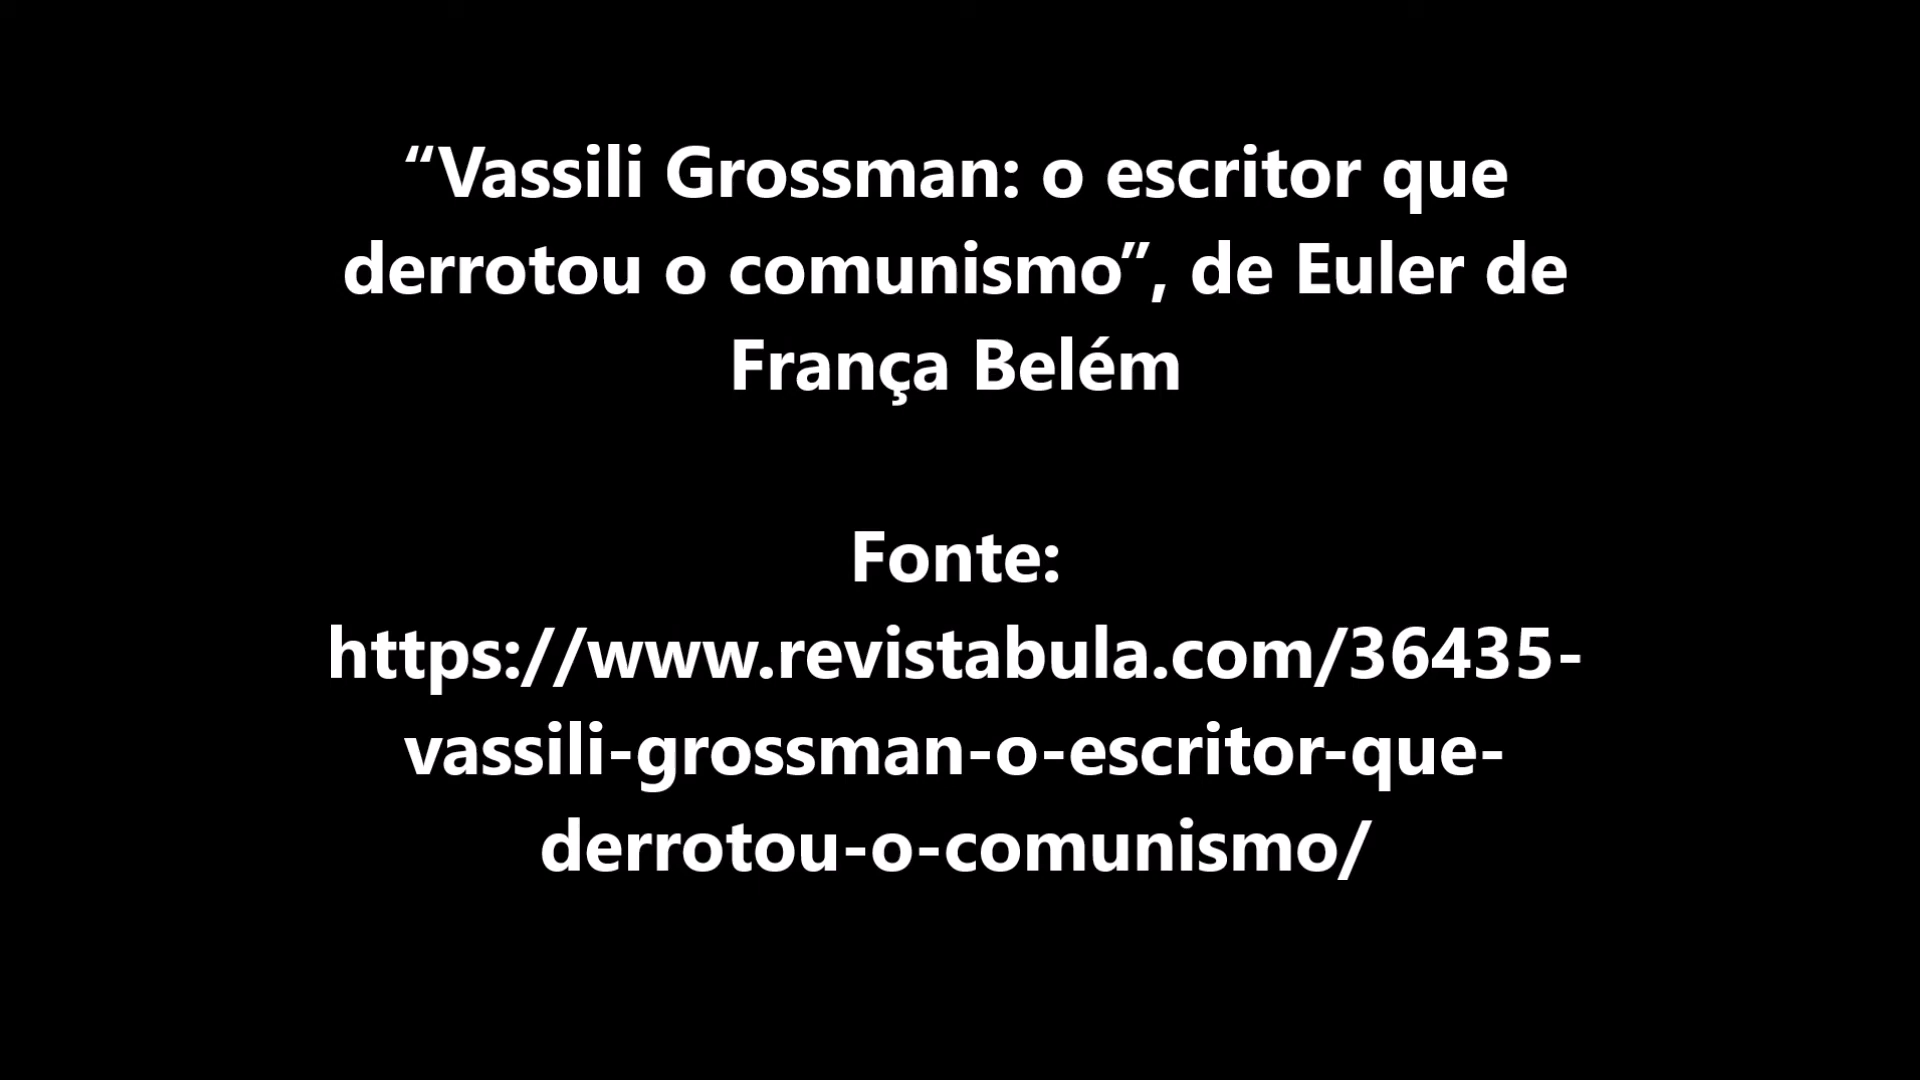 “Vassili Grossman: o escritor que
derrotou o comunismo”, de Euler de
França Belém
Fonte:
https://www.revistabula.com/36435-
vassili-grossman-o-escritor-que-
derrotou-o-comunismo/